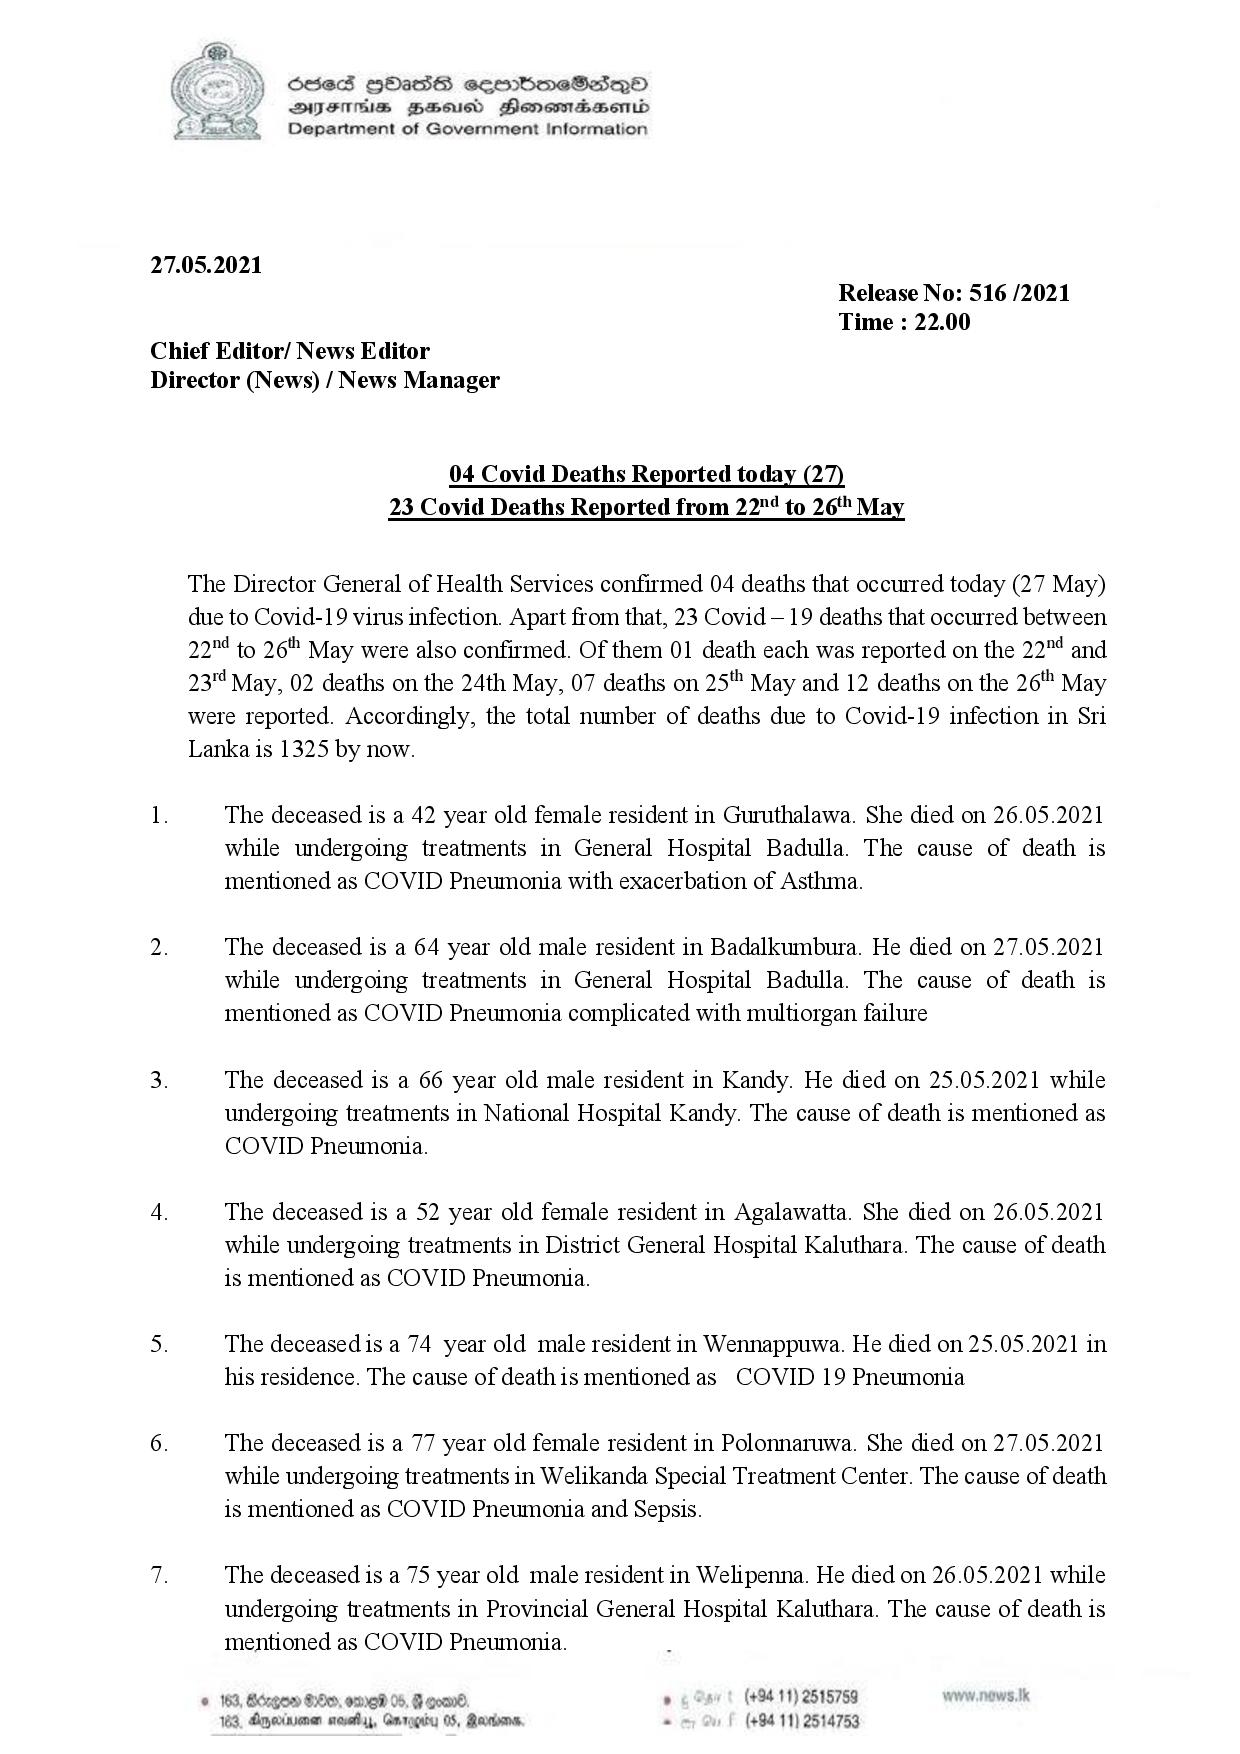 රජයේ ප්‍රවෘත්ති දෙපාර්තමේන්තුව
அரசாங்க தகவல் திணைக்களம்
Department of Government Information
27.05.2021
Release No: 516 /2021
Time : 22.00
Chief Editor/ News Editor
Director (News) / News Manager
04 Covid Deaths Reported today (27)
23 Covid Deaths Reported from 22nd to 26th May
The Director General of Health Services confirmed 04 deaths that occurred today (27 May)
due to Covid-19 virus infection. Apart from that, 23 Covid – 19 deaths that occurred between
22nd to 26th May were also confirmed. Of them 01 death each was reported on the 22nd and
23rd May, 02 deaths on the 24th May, 07 deaths on 25th May and 12 deaths on the 26th May
were reported. Accordingly, the total number of deaths due to Covid-19 infection in Sri
Lanka is 1325 by now.
1. The deceased is a 42 year old female resident in Guruthalawa. She died on 26.05.2021
while undergoing treatments in General Hospital Badulla. The cause of death is
mentioned as COVID Pneumonia with exacerbation of Asthma.
2. The deceased is a 64 year old male resident in Badalkumbura. He died on 27.05.2021
while undergoing treatments in General Hospital Badulla. The cause of death is
mentioned as COVID Pneumonia complicated with multiorgan failure
3. The deceased is a 66 year old male resident in Kandy. He died on 25.05.2021 while
undergoing treatments in National Hospital Kandy. The cause of death is mentioned as
COVID Pneumonia.
4. The deceased is a 52 year old female resident in Agalawatta. She died on 26.05.2021
while undergoing treatments in District General Hospital Kaluthara. The cause of death
is mentioned as COVID Pneumonia.
5. The deceased is a 74 year old male resident in Wennappuwa. He died on 25.05.2021 in
his residence. The cause of death is mentioned as COVID 19 Pneumonia
6. The deceased is a 77 year old female resident in Polonnaruwa. She died on 27.05.2021
while undergoing treatments in Welikanda Special Treatment Center. The cause of death
is mentioned as COVID Pneumonia and Sepsis.
7. The deceased is a 75 year old male resident in Welipenna. He died on 26.05.2021 while
undergoing treatments in Provincial General Hospital Kaluthara. The cause of death is
mentioned as COVID Pneumonia.
163, කිරුලපන මාවත, කොළඹ 05, ශ්‍රී ලංකාව.
163, கிருலப்பனை எவனியூ, கொழும்பு 05, இலங்கை.
(+94 11) 2515759
(+94 11) 2514753
www.news.lk